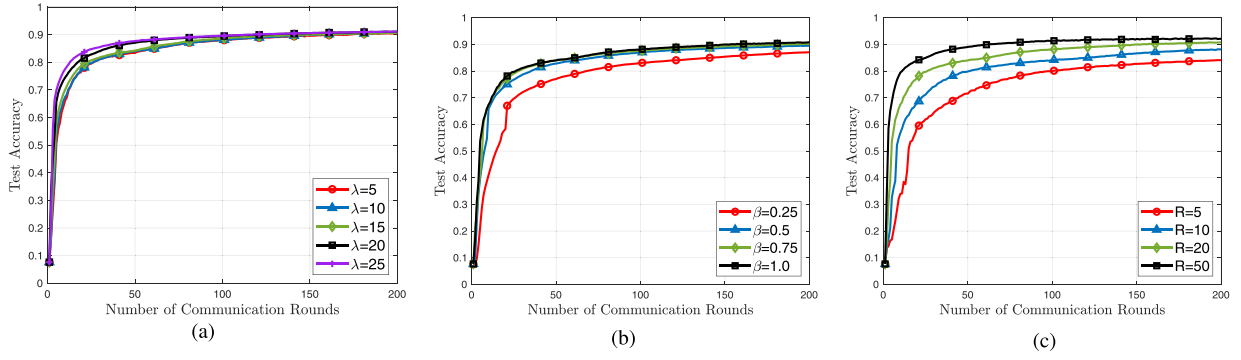 Test Accuracy
1
0.9
0.8
0.7
0.6
0.5
0.4
0.3
0.2
0.1
0
0 50 100 150 200
Number of Communication Rounds
λ=5
λ=10
λ=15
λ=20
λ=25
(a)
Test Accuracy
1
0.9
0.8
0.7
0.6
0.5
0.4
0.3
0.2
0.1
0
0 50 100 150 200
Number of Communication Rounds
β=0.25
β=0.5
β=0.75
β=1.0
(b)
Test Accuracy
1
0.9
0.8
0.7
0.6
0.5
0.4
0.3
0.2
0.1
0
0 50 100 150 200
Number of Communication Rounds
R=5
R=10
R=20
R=50
(c)